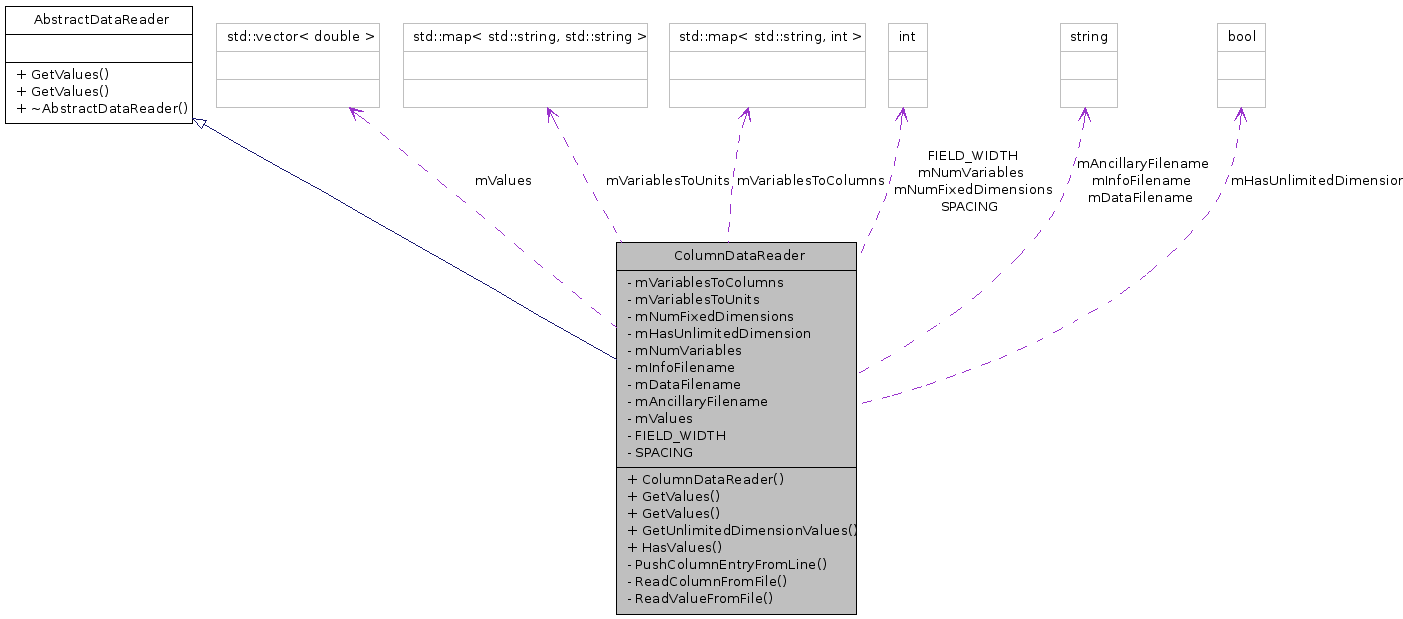 AbstractDataReader
+ GetValues()
+ GetValues()
+ ~AbstractDataReader()
std::vector< double >
std::map< std::string, std::string >
std::map< std::string, int >
int
string
bool
mValues
mVariablesToUnits
mVariablesToColumns
FIELD_WIDTH
mNumVariables
mNumFixedDimensions
SPACING
mAncillaryFilename
mInfoFilename
mDataFilename
mHasUnlimitedDimension
ColumnDataReader
- mVariablesToColumns
- mVariablesToUnits
- mNumFixedDimensions
- mHasUnlimitedDimension
- mNumVariables
- mInfoFilename
- mDataFilename
- mAncillaryFilename
- mValues
- FIELD_WIDTH
- SPACING
+ ColumnDataReader()
+ GetValues()
+ GetValues()
+ GetUnlimitedDimensionValues()
+ HasValues()
- PushColumnEntryFromLine()
- ReadColumnFromFile()
- ReadValueFromFile()